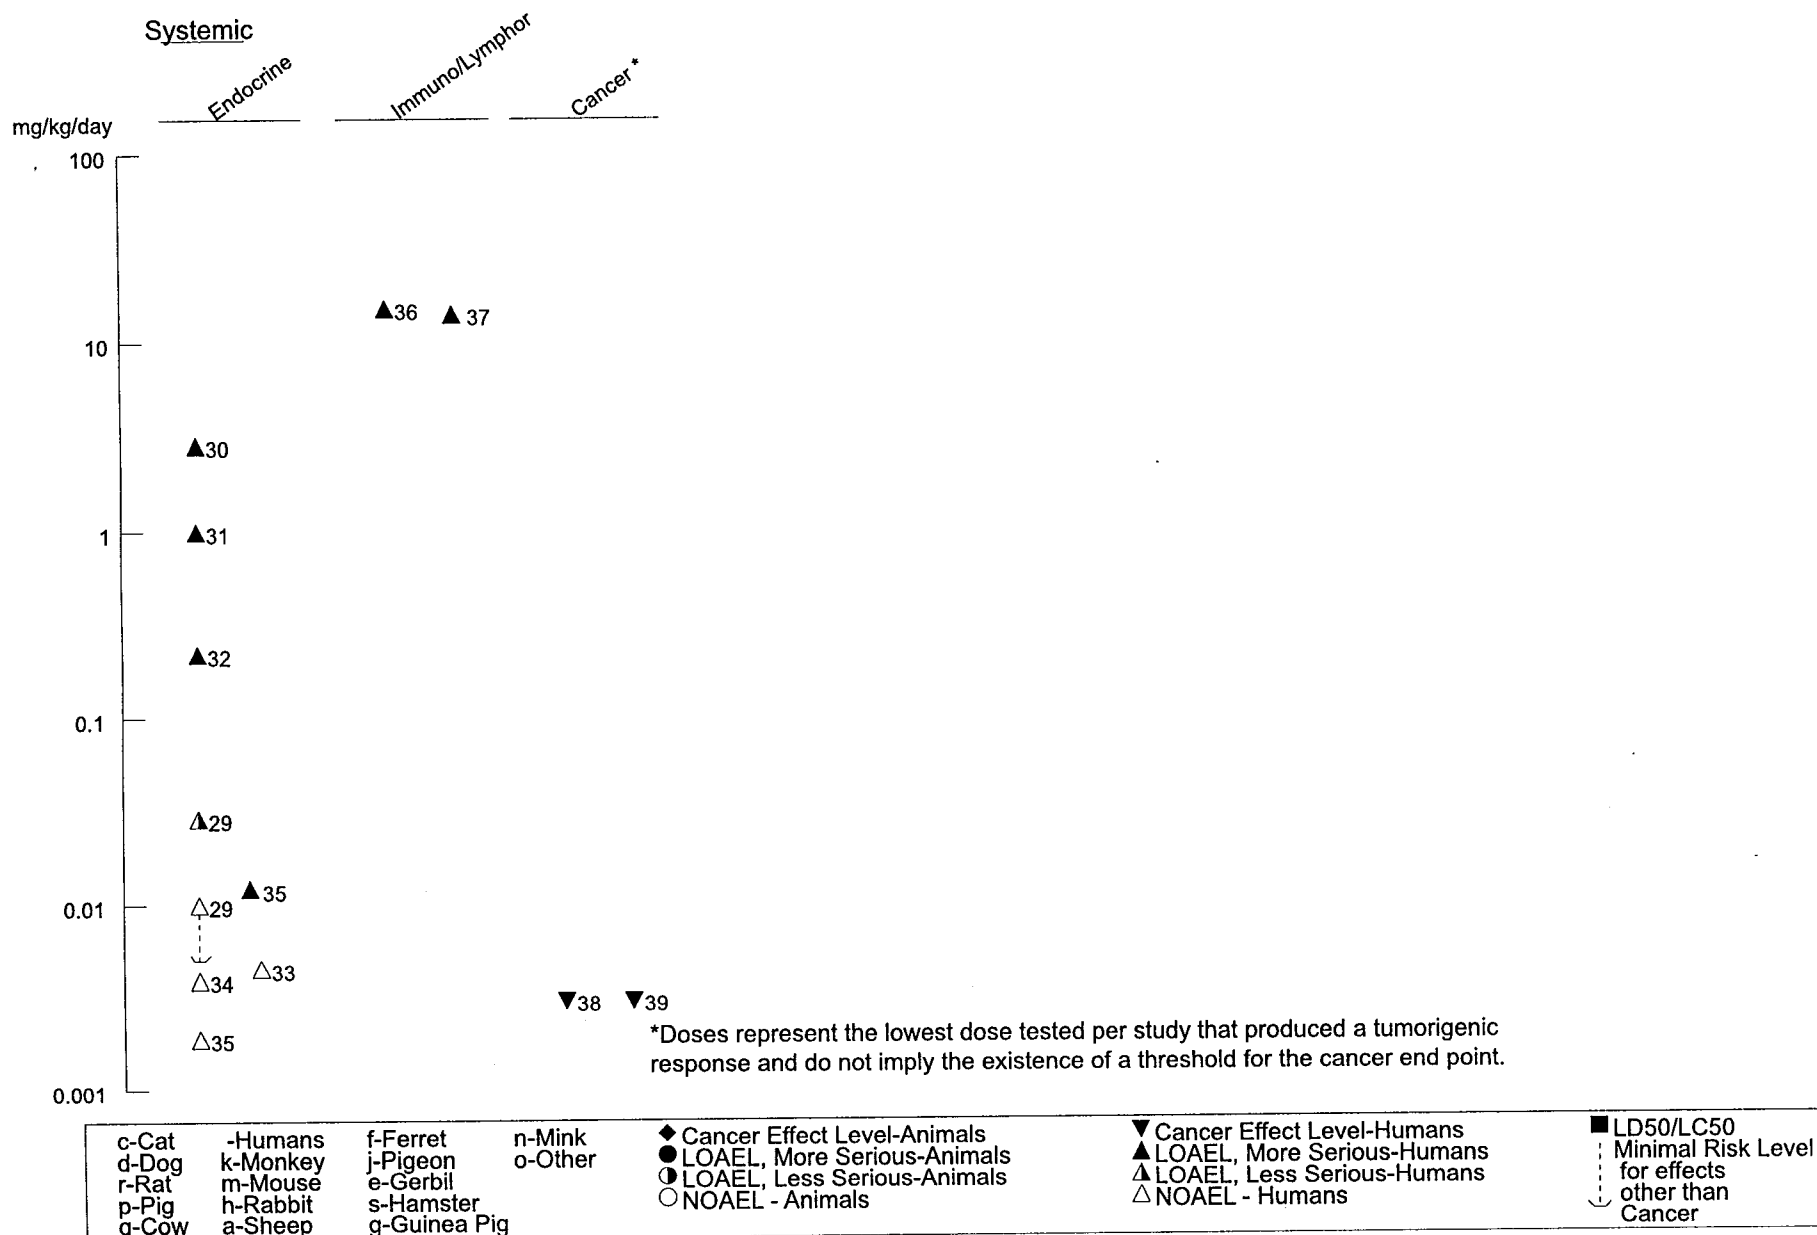 Systemic
Endocrine
Immuno/Lymphor
Cancer *
mg/kg/day
100
36
37
10
30
1
31
32
0.1
29
35
0.01
29
33
34
38
39
*Doses represent the lowest dose tested per study that produced a tumorigenic
response and do not imply the existence of a threshold for the cancer end point.
35
0.001
c-Cat -Humans f-Ferret n-Mink
d-Dog k-Monkey j-Pigeon o-Other
r-Rat m-Mouse e-Gerbil
p-Pig h-Rabbit s-Hamster
q-Cow a-Sheep g-Guinea Pig
Cancer Effect Level-Animals
LOAEL, More Serious-Animals
LOAEL, Less Serious-Animals
NOAEL - Animals
Cancer Effect Level-Humans
LOAEL, More Serious-Humans
LOAEL, Less Serious-Humans
NOAEL - Humans
LD50/LC50
Minimal Risk Level
for effects
other than
Cancer